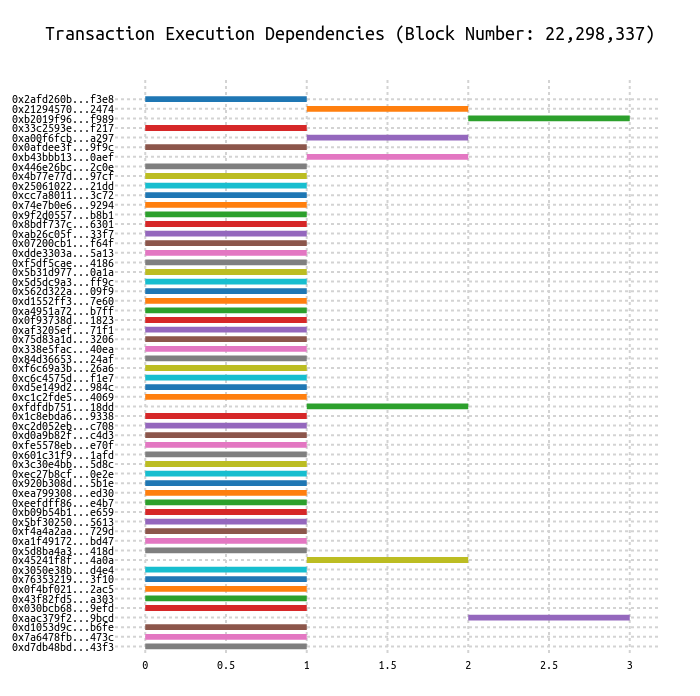 Transaction Execution Dependencies (Block Number: 22,298,337)
0x2afd260b...f3e8
0x21294570...2474
0xb2019f96...f989
0x33c2593e...f217
0xa00f6fcb...a297
0x0afdee3f...9f9c
0xb43bbb13...0aef
0x446e26bc...2c0e
0x4b77e77d...97cf
0x25061022...21dd
0xcc7a8011...3c72
0x74e7b0e6...9294
0x9f2d0557...b8b1
0x8bdf737c...6301
0xab26c05f...33f7
0x07200cb1...f64f
0xdde3303a...5a13
0xf5df5cae...4186
0x5b31d977...0a1a
0x5d5dc9a3...ff9c
0x562d322a...09f9
0xd1552ff3...7e60
0xa4951a72...b7ff
0x0f93738d...1823
0xaf3205ef...71f1
0x75d83a1d...3206
0x338e5fac...40ea
0x84d36653...24af
0xf6c69a3b...26a6
0xc6c4575d...f1e7
0xd5e149d2...984c
0xc1c2fde5...4069
0xfdfdb751...18dd
0x1c8ebda6...9338
0xc2d052eb...c708
0xd0a9b82f...c4d3
0xfe5578eb...e70f
0x601c31f9...1afd
0x3c30e4bb...5d8c
0xec27b8cf...0e2e
0x920b308d...5b1e
0xea799308...ed30
0xeefdff86...e4b7
0xb09b54b1...e659
0x5bf30250...5613
0xf4a4a2aa...729d
0xa1f49172...bd47
0x5d8ba4a3...418d
0x45241f8f...4a0a
0x3050e38b...d4e4
0x76353219...3f10
0x0f4bf021...2ac5
0x43f82fd5...a303
0x030bcb68...9efd
0xaac379f2...9bcd
0xd1053d9c...b6fe
0x7a6478fb...473c
0xd7db48bd...43f3
0 0.5 1 1.5 2 2.5 3